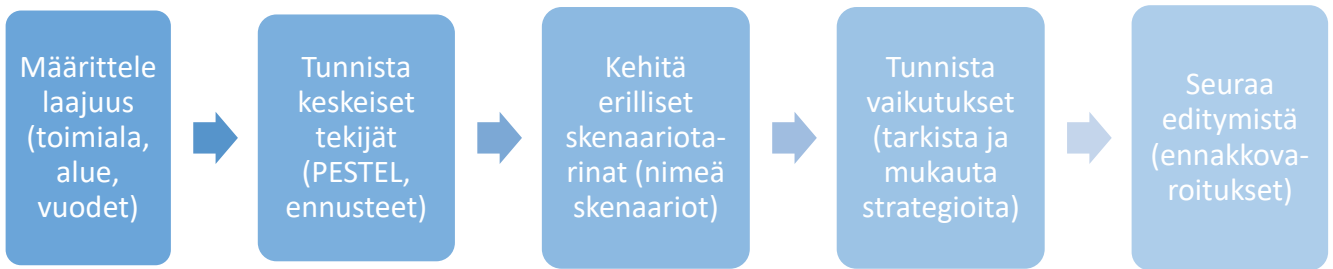 Määrittele
laajuus
(toimiala,
alue,
vuodet)
Tunnista
keskeiset
tekijät
(PESTEL,
ennusteet)
Kehitä
erilliset
skenaariota-
rinat (nimeä
skenaariot)
Tunnista
vaikutukset
(tarkista ja
mukauta
strategioita)
Seuraa
editymistä
(ennakkova-
roitukset)